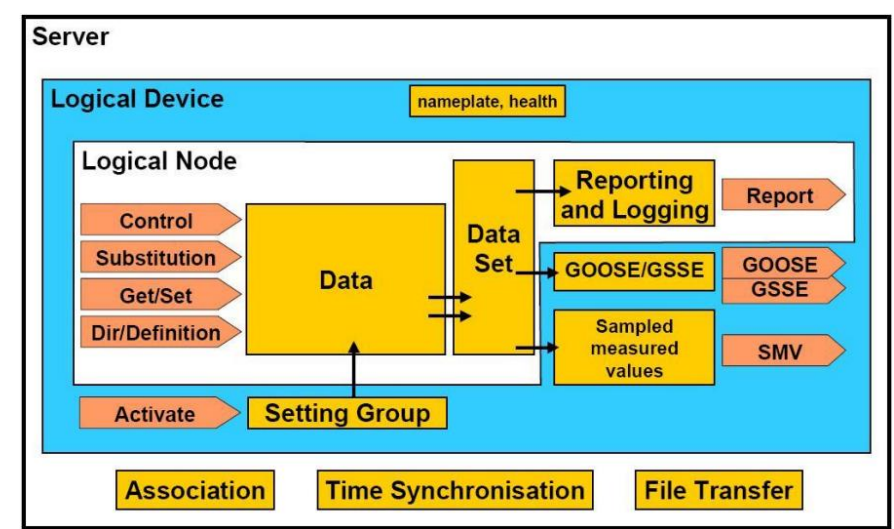 Server
Logical Device
nameplate, health
Logical Node
Control
Substitution
Get/Set
Dir/Definition
Data
Data
Set
Reporting
and Logging
Report
GOOSE/GSSE
GOOSE
GSSE
Sampled
measured
values
SMV
Activate
Setting Group
Association
Time Synchronisation
File Transfer